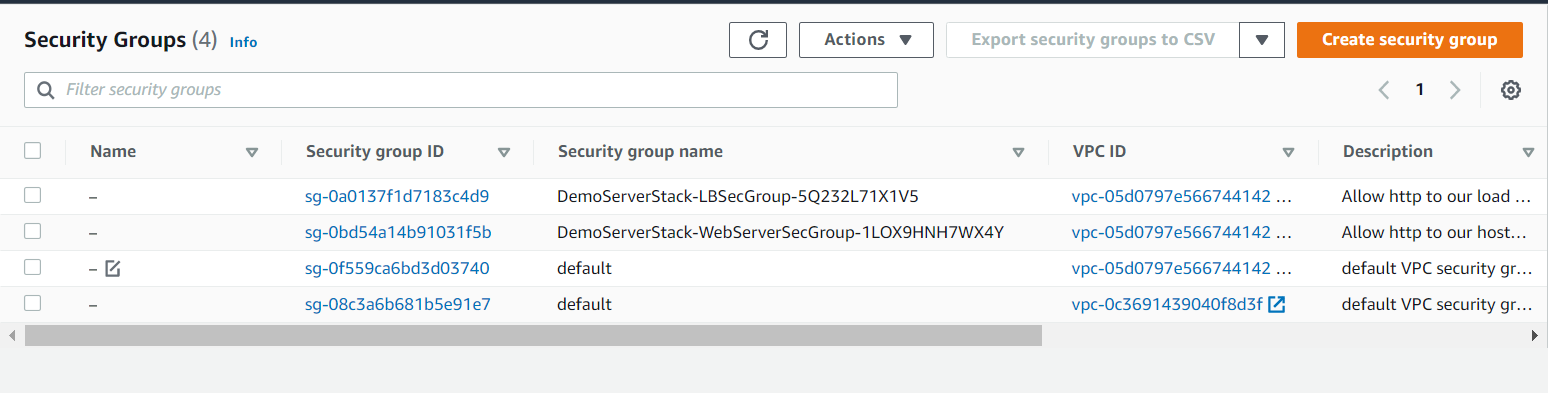 Security Groups (4) Info
Actions
Export security groups to CSV
Create security group
Filter security groups
1
Name Security group ID Security group name VPC ID Description
– sg-0a0137f1d7183c4d9 DemoServerStack-LBSecGroup-5Q232L71X1V5 vpc-05d0797e566744142 ... Allow http to our load ...
– sg-0bd54a14b91031f5b DemoServerStack-WebServerSecGroup-1LOX9HNH7WX4Y vpc-05d0797e566744142 ... Allow http to our host...
– sg-0f559ca6bd3d03740 default vpc-05d0797e566744142 ... default VPC security gr...
– sg-08c3a6b681b5e91e7 default vpc-0c3691439040f8d3f default VPC security gr...